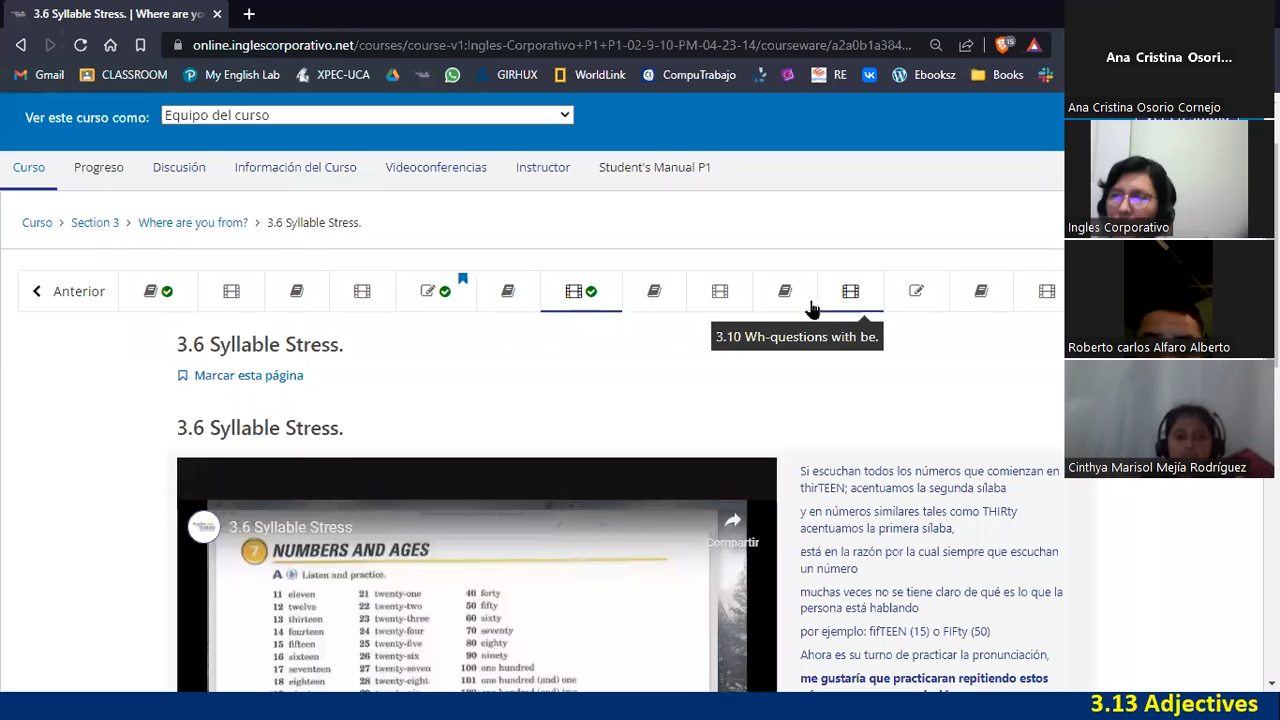 3.6 Syllable Stress. | Where are yo
online.inglescorporativo.net/courses/course-v1:Ingles-Corporativo+P1+P1-02-9-10-PM-04-23-14/courseware/a2a0b1a384...
15
Gmail CLASSROOM My English Lab XPEC-UCA GIRHUX WorldLink CompuTrabajo RE Ebooksz Books
Ver este curso como: Equipo del curso
Curso Progreso Discusión Información del Curso Videoconferencias Instructor Student's Manual P1
Curso > Section 3 > Where are you from? > 3.6 Syllable Stress.
Anterior
3.10 Wh-questions with be.
3.6 Syllable Stress.
Marcar esta página
3.6 Syllable Stress.
3.6 Syllable Stress
Compartir
7 NUMBERS AND AGES
A Listen and practice.
11 eleven 21 twenty-one 40 forty
12 twelve 22 twenty-two 50 fifty
13 thirteen 23 twenty-three 60 sixty
14 fourteen 24 twenty-four 70 seventy
15 fifteen 25 twenty-five 80 eighty
16 sixteen 26 twenty-six 90 ninety
17 seventeen 27 twenty-seven 100 one hundred
18 eighteen 28 twenty-eight 101 one hundred (and) one
Si escuchan todos los números que comienzan en
thirTEEN; acentuamos la segunda sílaba
y en números similares tales como THIRty
acentuamos la primera sílaba,
está en la razón por la cual siempre que escuchan
un número
muchas veces no se tiene claro de qué es lo que la
persona está hablando
por ejemplo: fifTEEN (15) o FIFty (50)
Ahora es su turno de practicar la pronunciación,
me gustaría que practicaran repitiendo estos
Ana Cristina Osori...
Ana Cristina Osorio Cornejo
Ingles Corporativo
Roberto carlos Alfaro Alberto
Cinthya Marisol Mejía Rodríguez
3.13 Adjectives